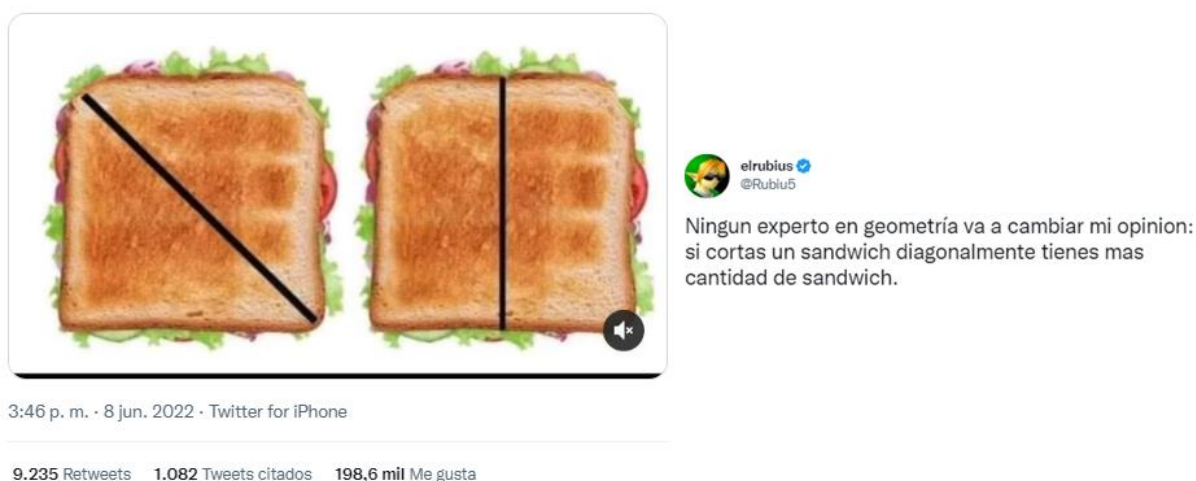 elrubius
@Rubiu5
Ningun experto en geometría va a cambiar mi opinion:
si cortas un sandwich diagonalmente tienes mas
cantidad de sandwich.
3:46 p. m. · 8 jun. 2022 · Twitter for iPhone
9.235 Retweets 1.082 Tweets citados 198,6 mil Me gusta